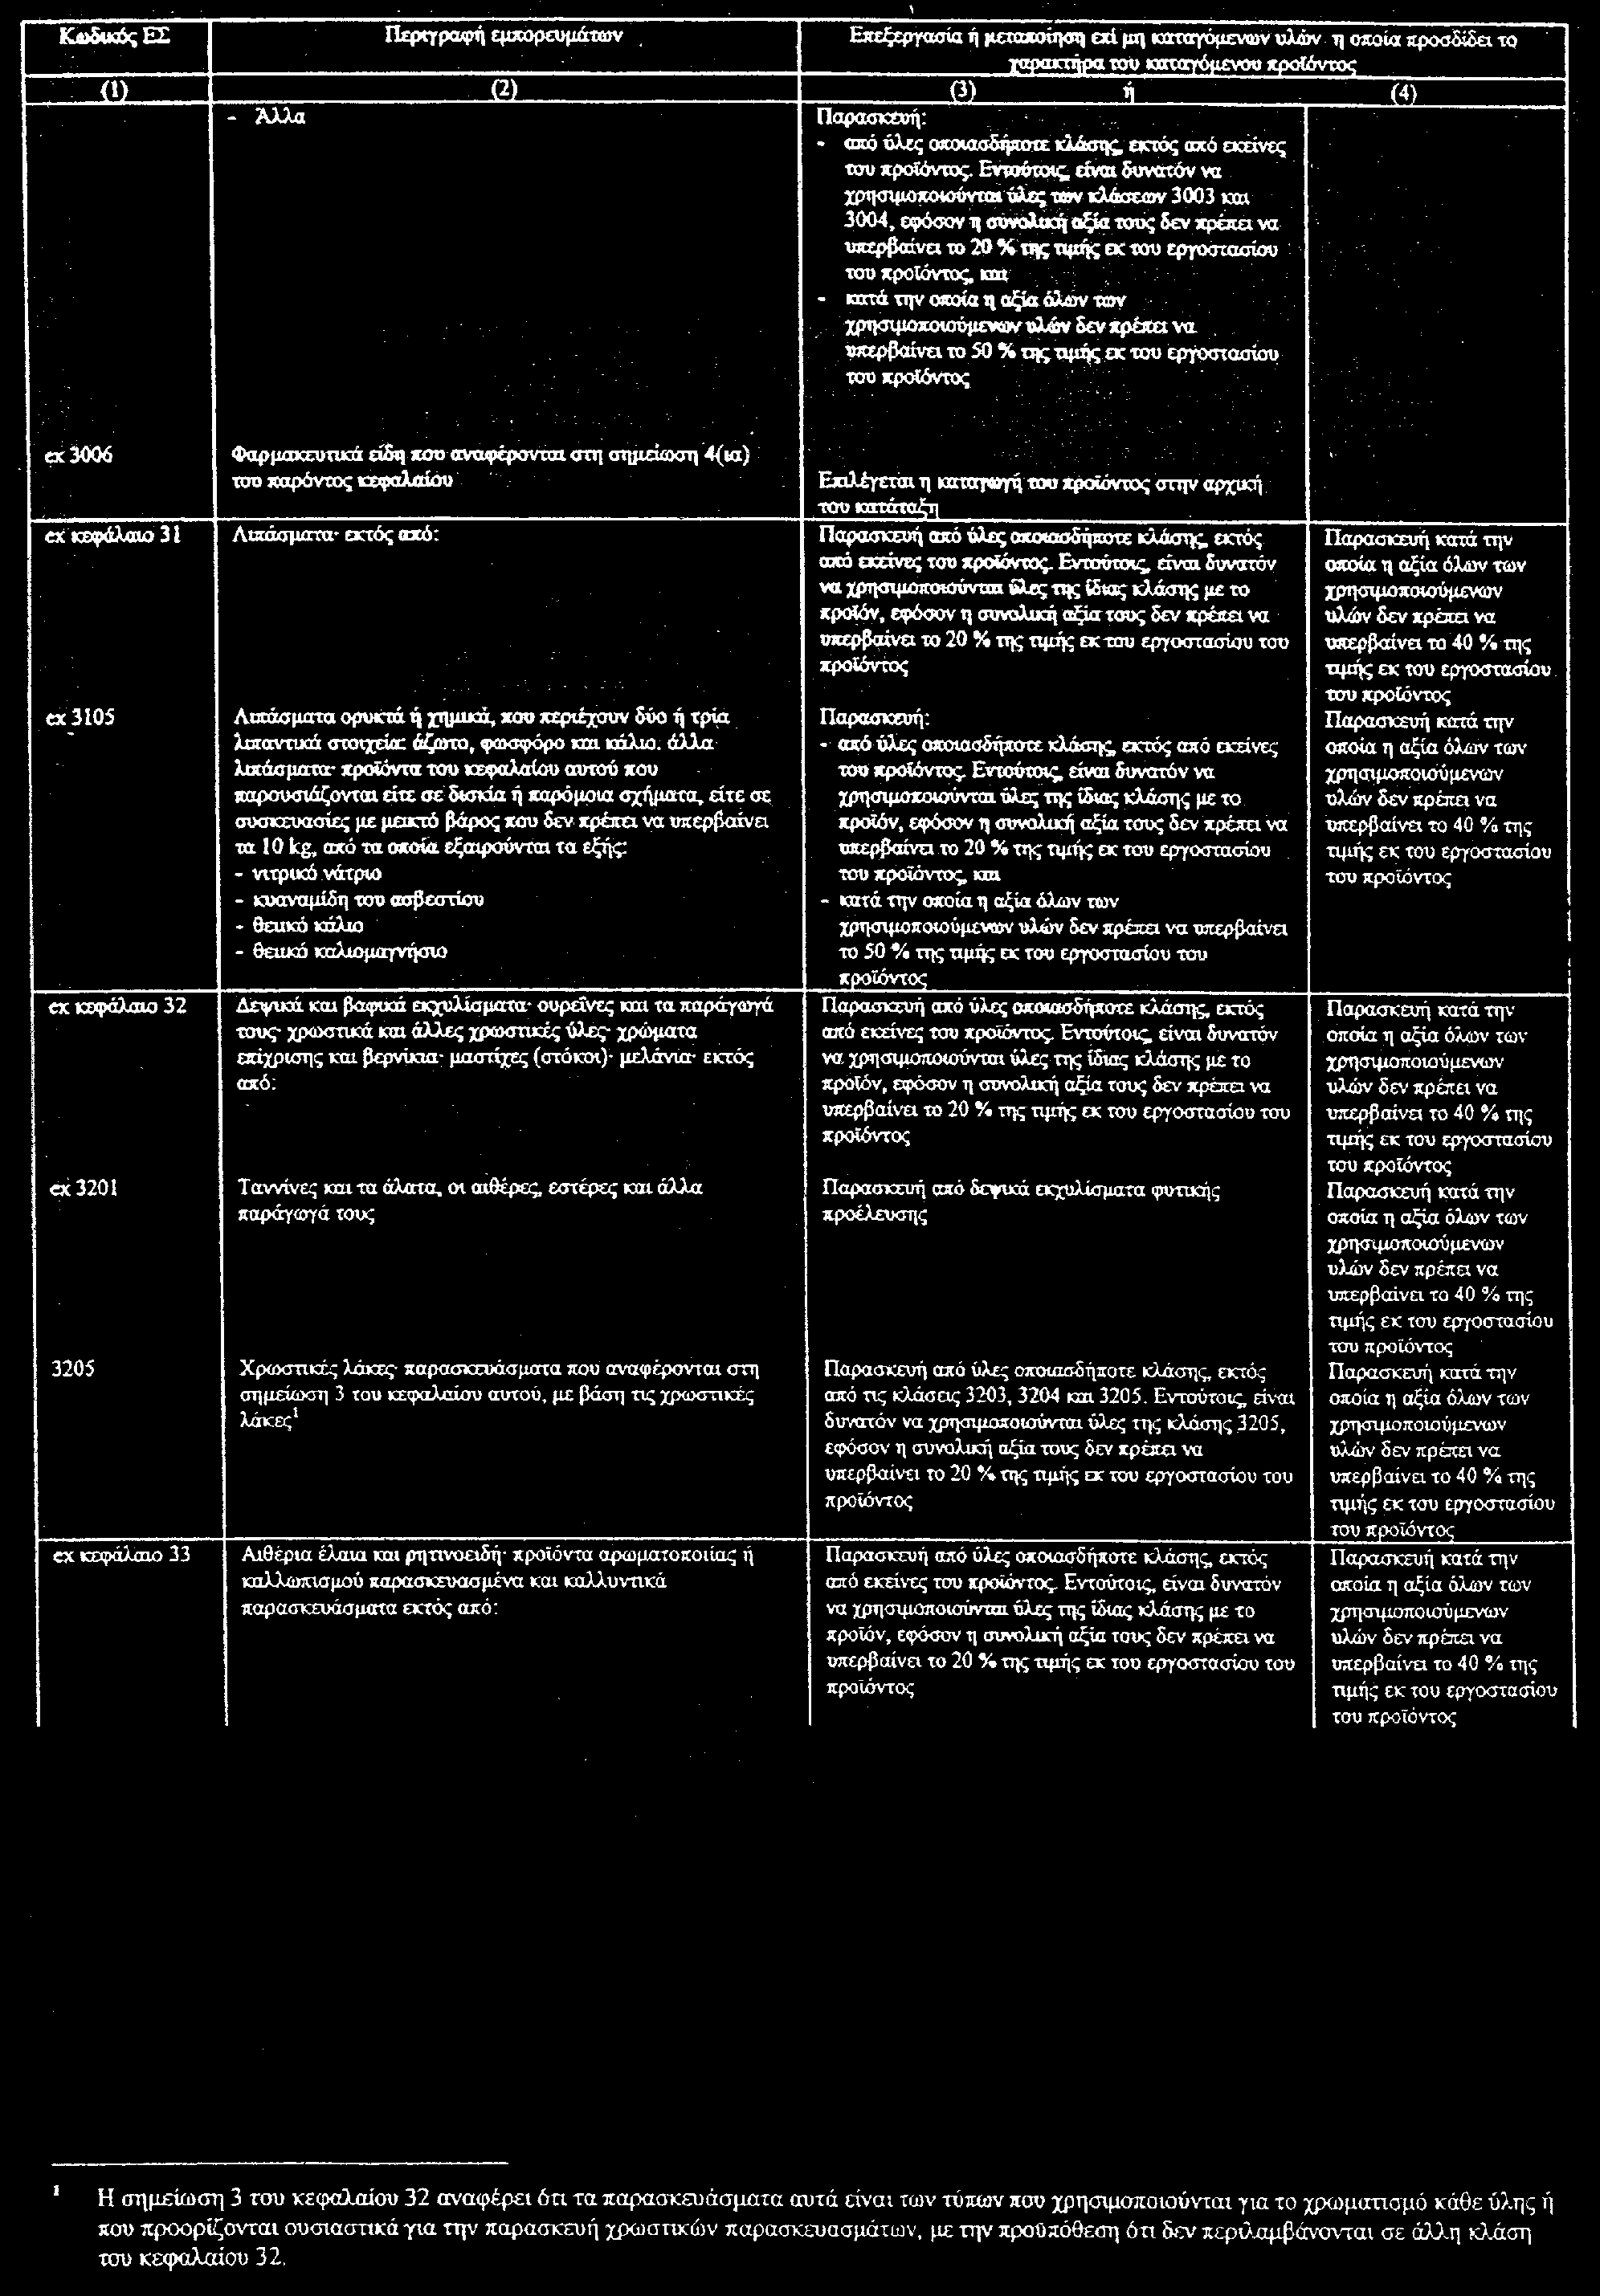 Κωδικός ΕΣ
Περιγραφή εμπορευμάτων
Επεξεργασία ή μεταποίηση επί μη καταγόμενων υλών η οποία προσδίδει το
χαρακτήρα του καταγόμενου προϊόντος
(1)
(2)
(3) ή (4)
- Άλλα
Παρασκευή:
- από ύλες οποιασδήποτε κλάσης, εκτός από εκείνες
του προϊόντος. Εντούτοις, είναι δυνατόν να
χρησιμοποιούνται ύλες των κλάσεων 3003 και
3004, εφόσον η συνολική αξία τους δεν πρέπει να
υπερβαίνει το 20 % της τιμής εκ του εργοστασίου
του προϊόντος, και
- κατά την οποία η αξία όλων των
χρησιμοποιούμενων υλών δεν πρέπει να
υπερβαίνει το 50 % της τιμής εκ του εργοστασίου
του προϊόντος
ex 3006
Φαρμακευτικά είδη που αναφέρονται στη σημείωση 4(ια)
του παρόντος κεφαλαίου
Επιλέγεται η καταγωγή του προϊόντος στην αρχική
του κατάταξη
ex κεφάλαιο 31
Λιπάσματα· εκτός από:
Παρασκευή από ύλες οποιασδήποτε κλάσης, εκτός
από εκείνες του προϊόντος. Εντούτοις, είναι δυνατόν
να χρησιμοποιούνται ύλες της ίδιας κλάσης με το
προϊόν, εφόσον η συνολική αξία τους δεν πρέπει να
υπερβαίνει το 20 % της τιμής εκ του εργοστασίου του
προϊόντος
Παρασκευή κατά την
οποία η αξία όλων των
χρησιμοποιούμενων
υλών δεν πρέπει να
υπερβαίνει το 40 % της
τιμής εκ του εργοστασίου
του προϊόντος
ex 3105
Λιπάσματα ορυκτά ή χημικά, που περιέχουν δύο ή τρία
λιπαντικά στοιχεία: άζωτο, φωσφόρο και κάλιο. άλλα
λιπάσματα· προϊόντα του κεφαλαίου αυτού που
παρουσιάζονται είτε σε δισκία ή παρόμοια σχήματα, είτε σε
συσκευασίες με μεικτό βάρος που δεν πρέπει να υπερβαίνει
τα 10 kg, από τα οποία εξαιρούνται τα εξής:
- νιτρικό νάτριο
- κυαναμίδη του ασβεστίου
- θειικό κάλιο
- θειικό καλιομαγνήσιο
Παρασκευή:
- από ύλες οποιασδήποτε κλάσης, εκτός από εκείνες
του προϊόντος. Εντούτοις, είναι δυνατόν να
χρησιμοποιούνται ύλες της ίδιας κλάσης με το
προϊόν, εφόσον η συνολική αξία τους δεν πρέπει να
υπερβαίνει το 20 % της τιμής εκ του εργοστασίου
του προϊόντος, και
- κατά την οποία η αξία όλων των
χρησιμοποιούμενων υλών δεν πρέπει να υπερβαίνει
το 50 % της τιμής εκ του εργοστασίου του
προϊόντος
Παρασκευή κατά την
οποία η αξία όλων των
χρησιμοποιούμενων
υλών δεν πρέπει να
υπερβαίνει το 40 % της
τιμής εκ του εργοστασίου
του προϊόντος
ex κεφάλαιο 32
Δεψικά και βαφικά εκχυλίσματα· ουρεΐνες και τα παράγωγά
τους· χρωστικά και άλλες χρωστικές ύλες· χρώματα
επίχρισης και βερνίκια· μαστίχες (στόκοι)· μελάνια· εκτός
από:
Παρασκευή από ύλες οποιασδήποτε κλάσης, εκτός
από εκείνες του προϊόντος. Εντούτοις, είναι δυνατόν
να χρησιμοποιούνται ύλες της ίδιας κλάσης με το
προϊόν, εφόσον η συνολική αξία τους δεν πρέπει να
υπερβαίνει το 20 % της τιμής εκ του εργοστασίου του
προϊόντος
Παρασκευή κατά την
οποία η αξία όλων των
χρησιμοποιούμενων
υλών δεν πρέπει να
υπερβαίνει το 40 % της
τιμής εκ του εργοστασίου
του προϊόντος
ex 3201
Ταννίνες και τα άλατα, οι αιθέρες, εστέρες και άλλα
παράγωγά τους
Παρασκευή από δεψικά εκχυλίσματα φυτικής
προέλευσης
Παρασκευή κατά την
οποία η αξία όλων των
χρησιμοποιούμενων
υλών δεν πρέπει να
υπερβαίνει το 40 % της
τιμής εκ του εργοστασίου
του προϊόντος
3205
Χρωστικές λάκες· παρασκευάσματα που αναφέρονται στη
σημείωση 3 του κεφαλαίου αυτού, με βάση τις χρωστικές
λάκες¹
Παρασκευή από ύλες οποιασδήποτε κλάσης, εκτός
από τις κλάσεις 3203, 3204 και 3205. Εντούτοις, είναι
δυνατόν να χρησιμοποιούνται ύλες της κλάσης 3205,
εφόσον η συνολική αξία τους δεν πρέπει να
υπερβαίνει το 20 % της τιμής εκ του εργοστασίου του
προϊόντος
Παρασκευή κατά την
οποία η αξία όλων των
χρησιμοποιούμενων
υλών δεν πρέπει να
υπερβαίνει το 40 % της
τιμής εκ του εργοστασίου
του προϊόντος
ex κεφάλαιο 33
Αιθέρια έλαια και ρητινοειδή· προϊόντα αρωματοποιίας ή
καλλωπισμού παρασκευασμένα και καλλυντικά
παρασκευάσματα εκτός από:
Παρασκευή από ύλες οποιασδήποτε κλάσης, εκτός
από εκείνες του προϊόντος. Εντούτοις, είναι δυνατόν
να χρησιμοποιούνται ύλες της ίδιας κλάσης με το
προϊόν, εφόσον η συνολική αξία τους δεν πρέπει να
υπερβαίνει το 20 % της τιμής εκ του εργοστασίου του
προϊόντος
Παρασκευή κατά την
οποία η αξία όλων των
χρησιμοποιούμενων
υλών δεν πρέπει να
υπερβαίνει το 40 % της
τιμής εκ του εργοστασίου
του προϊόντος
¹ Η σημείωση 3 του κεφαλαίου 32 αναφέρει ότι τα παρασκευάσματα αυτά είναι των τύπων που χρησιμοποιούνται για το χρωματισμό κάθε ύλης ή
που προορίζονται ουσιαστικά για την παρασκευή χρωστικών παρασκευασμάτων, με την προϋπόθεση ότι δεν περιλαμβάνονται σε άλλη κλάση
του κεφαλαίου 32.